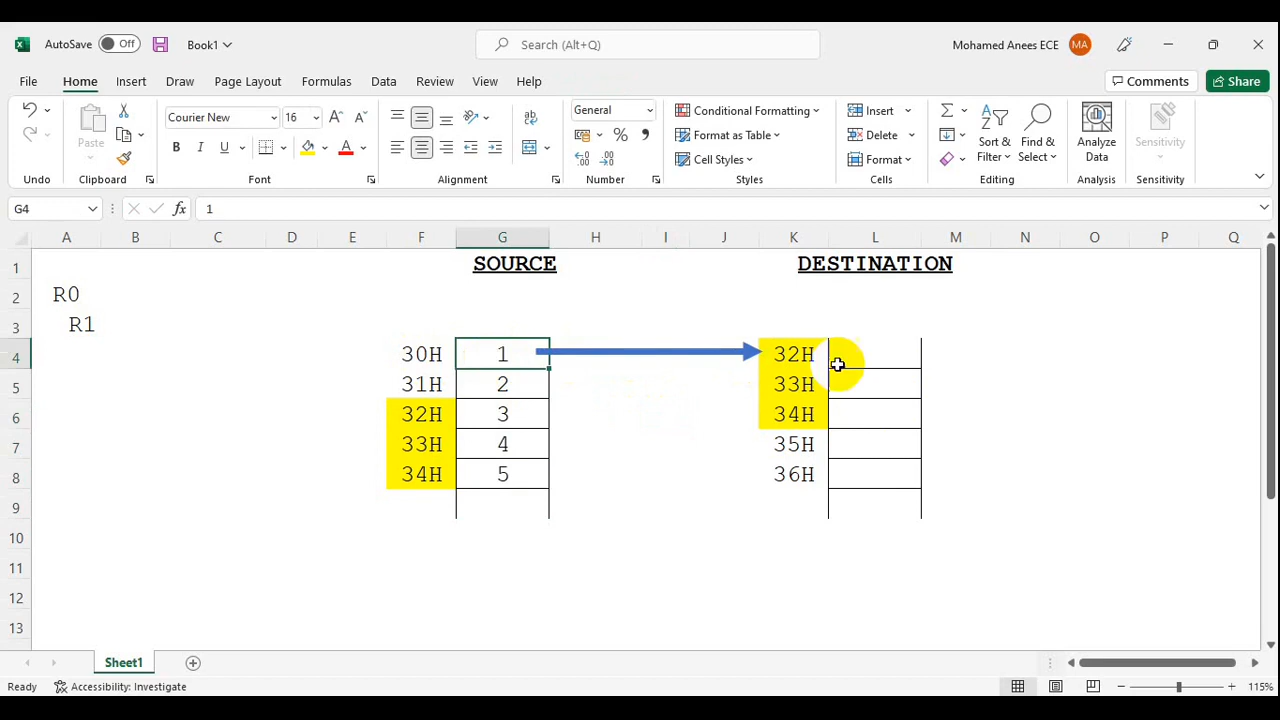 AutoSave Off Book1 Search (Alt+Q) Mohamed Anees ECE MA
File Home Insert Draw Page Layout Formulas Data Review View Help Comments Share
Paste Courier New 16 B I U A ab General % Conditional Formatting Format as Table Cell Styles Insert Delete Format Sort & Filter Find & Select Analyze Data Sensitivity
Undo Clipboard Font Alignment Number Styles Cells Editing Analysis Sensitivity
G4 fx 1
A B C D E F G H I J K L M N O P Q
1 SOURCE DESTINATION
2 R0
3 R1
4 30H 1 32H
5 31H 2 33H
6 32H 3 34H
7 33H 4 35H
8 34H 5 36H
9
10
11
12
13
Sheet1
Ready Accessibility: Investigate 115%